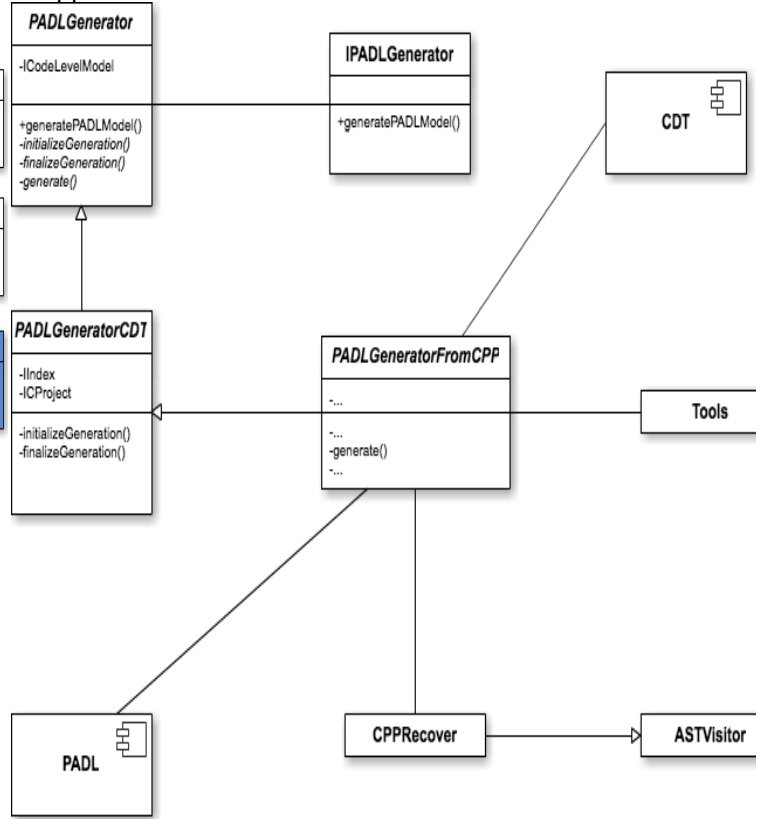 PADLGenerator
-ICodeLevelModel
+generatePADLModel()
-initializeGeneration()
-finalizeGeneration()
-generate()
IPADLGenerator
+generatePADLModel()
CDT
PADLGeneratorCDT
-IIndex
-ICProject
-initializeGeneration()
-finalizeGeneration()
PADLGeneratorFromCPP
-...
-...
-generate()
-...
Tools
PADL
CPPRecover
ASTVisitor